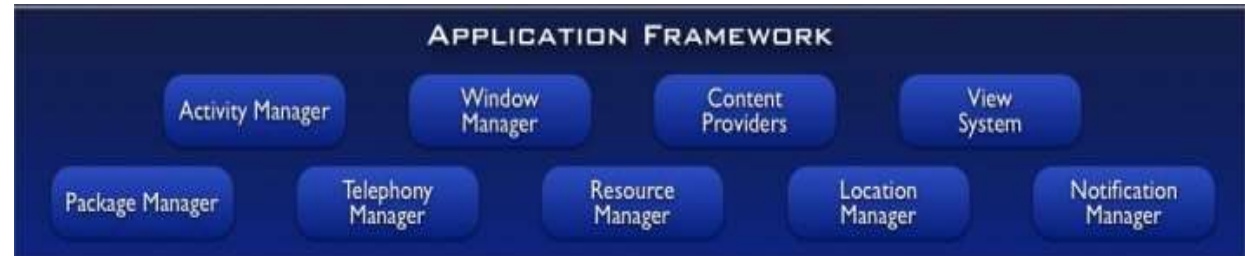 APPLICATION FRAMEWORK
Activity Manager
Window
Manager
Content
Providers
View
System
Package Manager
Telephony
Manager
Resource
Manager
Location
Manager
Notification
Manager